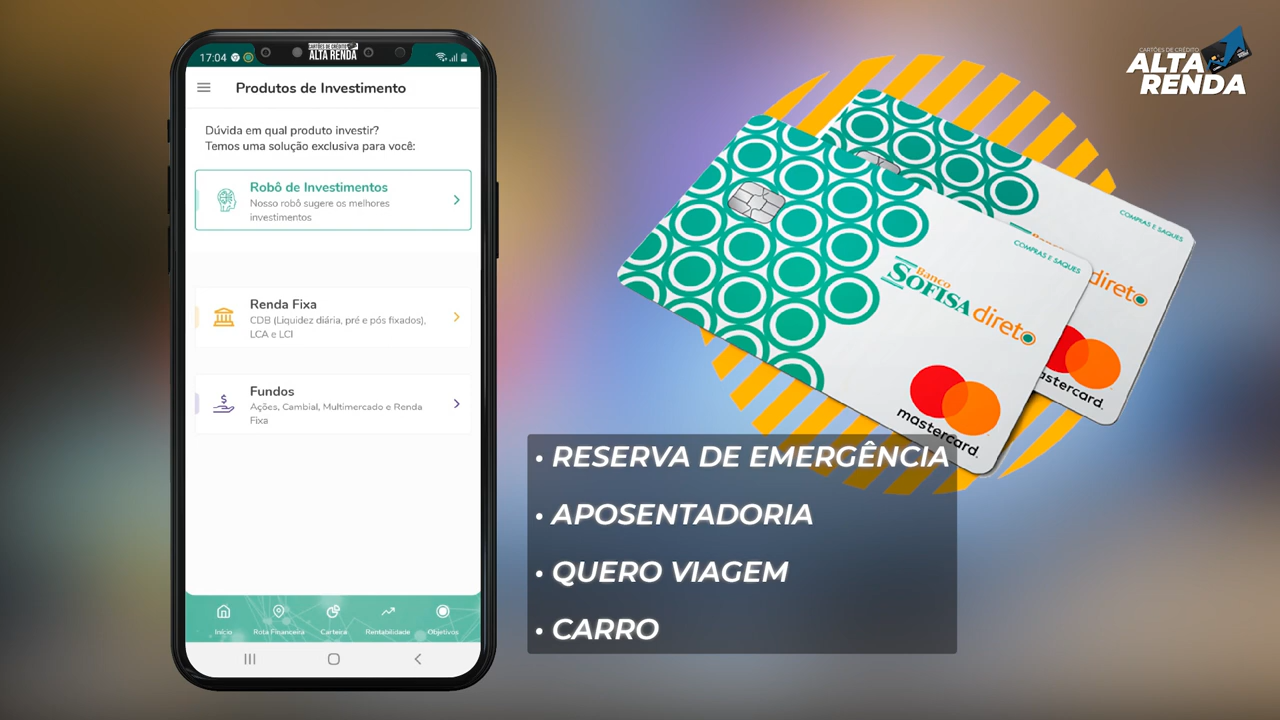 17:04
CARTÕES DE CRÉDITO
ALTA RENDA
Produtos de Investimento
Dúvida em qual produto investir?
Temos uma solução exclusiva para você:
Robô de Investimentos
Nosso robô sugere os melhores
investimentos
Renda Fixa
CDB (Liquidez diária, pré e pós fixados),
LCA e LCI
Fundos
Ações, Cambial, Multimercado e Renda
Fixa
Início
Rota Financeira
Carteira
Rentabilidade
Objetivos
CARTÕES DE CRÉDITO
ALTA
RENDA
COMPRAS E SAQUES
direto
mastercard.
COMPRAS E SAQUES
Banco
SOFISA direto
mastercard.
• RESERVA DE EMERGÊNCIA
• APOSENTADORIA
• QUERO VIAGEM
• CARRO